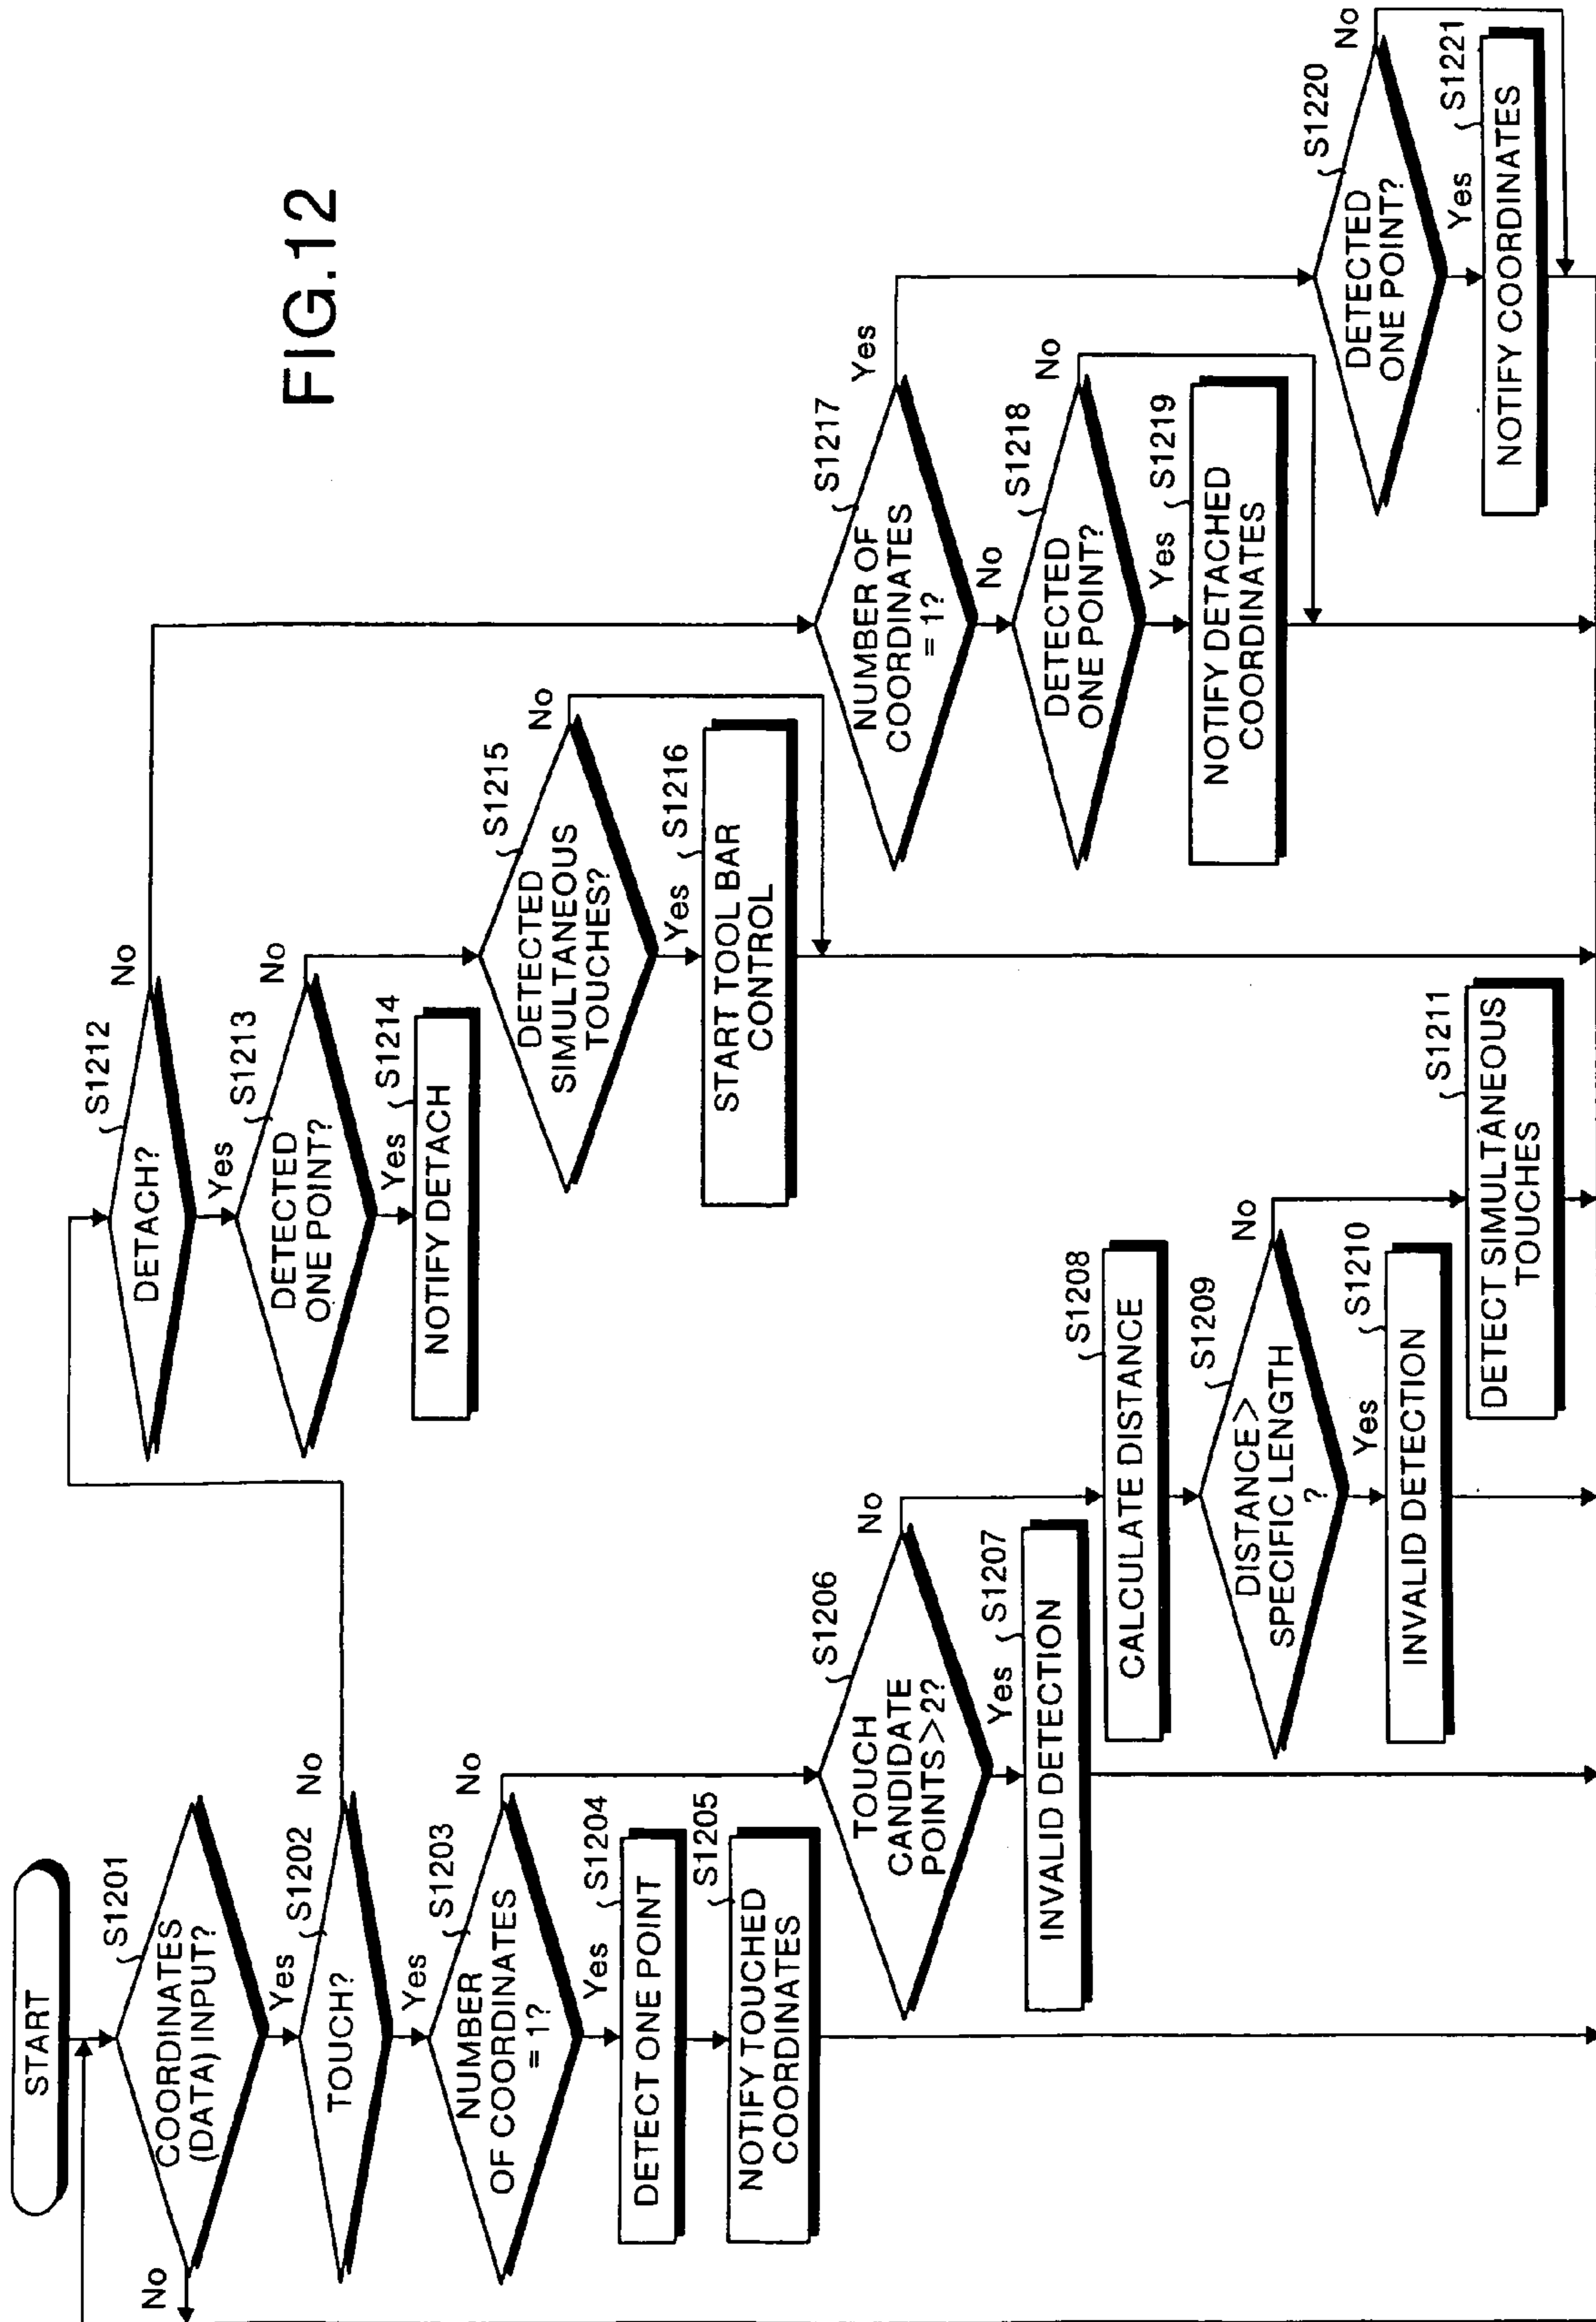 FIG.12
START
S1201
COORDINATES
(DATA) INPUT?
No
Yes
S1202
TOUCH?
No
Yes
S1203
NUMBER
OF COORDINATES
= 1?
No
Yes
S1204
DETECT ONE POINT
S1205
NOTIFY TOUCHED
COORDINATES
S1206
TOUCH
CANDIDATE
POINTS>2?
No
Yes
S1207
INVALID DETECTION
S1208
CALCULATE DISTANCE
S1209
DISTANCE>
SPECIFIC LENGTH
?
No
Yes
S1210
INVALID DETECTION
S1211
DETECT SIMULTANEOUS
TOUCHES
S1212
DETACH?
No
Yes
S1213
DETECTED
ONE POINT?
No
Yes
S1214
NOTIFY DETACH
S1215
DETECTED
SIMULTANEOUS
TOUCHES?
No
Yes
S1216
START TOOL BAR
CONTROL
S1217
NUMBER OF
COORDINATES
= 1?
Yes
No
S1218
DETECTED
ONE POINT?
No
Yes
S1219
NOTIFY DETACHED
COORDINATES
S1220
DETECTED
ONE POINT?
No
Yes
S1221
NOTIFY COORDINATES